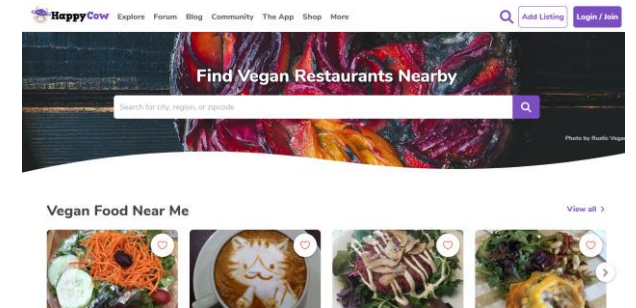 HappyCow Explore Forum Blog Community The App Shop More Add Listing Login / Join
Find Vegan Restaurants Nearby
Search for city, region, or zipcode
Photo by Rustic Vegan
Vegan Food Near Me View all >